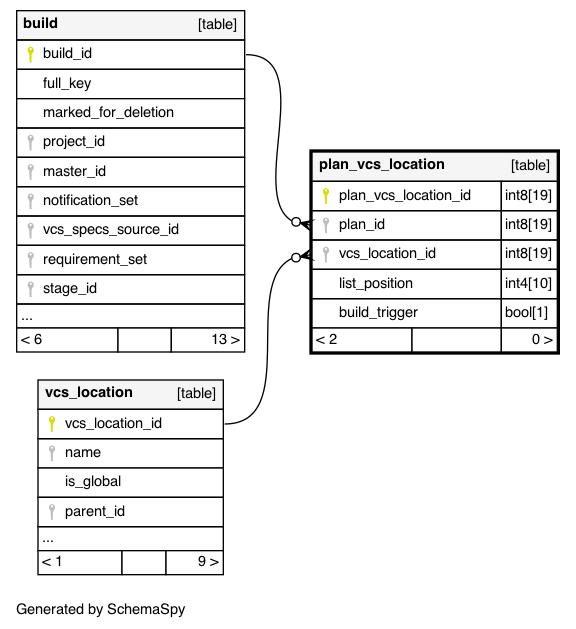 build [table]
build_id
full_key
marked_for_deletion
project_id
master_id
notification_set
vcs_specs_source_id
requirement_set
stage_id
...
< 6 13 >
plan_vcs_location [table]
plan_vcs_location_id int8[19]
plan_id int8[19]
vcs_location_id int8[19]
list_position int4[10]
build_trigger bool[1]
< 2 0 >
vcs_location [table]
vcs_location_id
name
is_global
parent_id
...
< 1 9 >
Generated by SchemaSpy